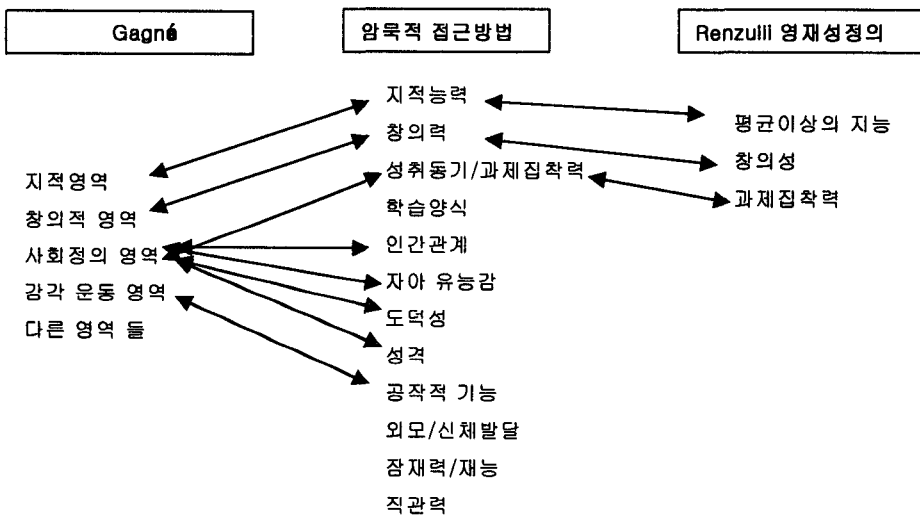 Gagné
암묵적 접근방법
Renzulli 영재성정의
지적영역
창의적 영역
사회정의 영역
감각 운동 영역
다른 영역 들
지적능력
창의력
성취동기/과제집착력
학습양식
인간관계
자아 유능감
도덕성
성격
공작적 기능
외모/신체발달
잠재력/재능
직관력
평균이상의 지능
창의성
과제집착력